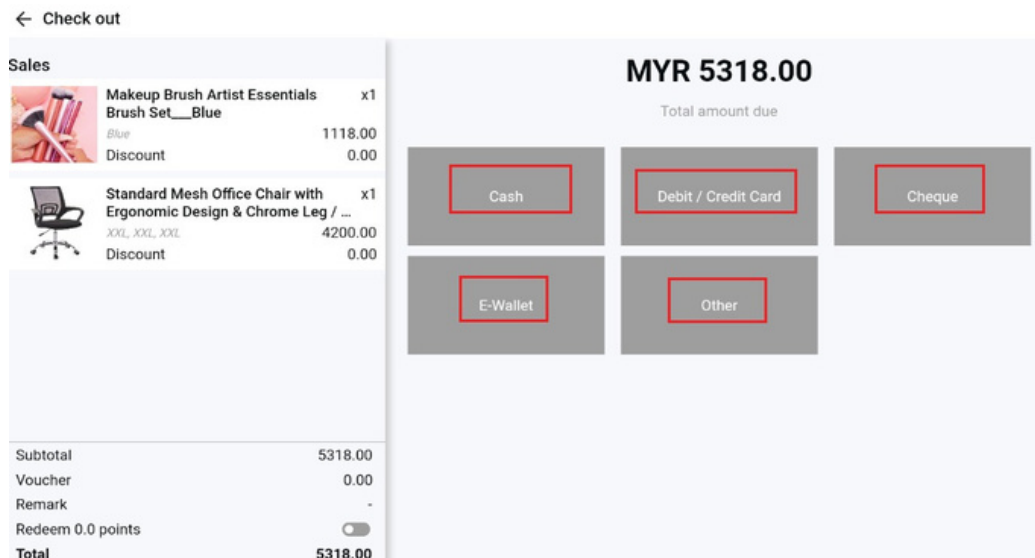 ← Check out
Sales
Makeup Brush Artist Essentials x1
Brush Set___Blue
Blue 1118.00
Discount 0.00
Standard Mesh Office Chair with x1
Ergonomic Design & Chrome Leg / ...
XXL, XXL, XXL 4200.00
Discount 0.00
Subtotal 5318.00
Voucher 0.00
Remark -
Redeem 0.0 points
Total 5318.00
MYR 5318.00
Total amount due
Cash Debit / Credit Card Cheque
E-Wallet Other